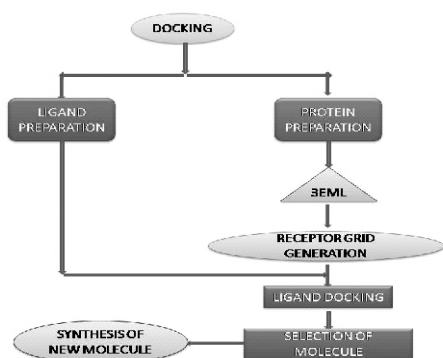 DOCKING
LIGAND
PREPARATION
PROTEIN
PREPARATION
3EML
RECEPTOR GRID
GENERATION
LIGAND DOCKING
SYNTHESIS OF
NEW MOLECULE
SELECTION OF
MOLECULE